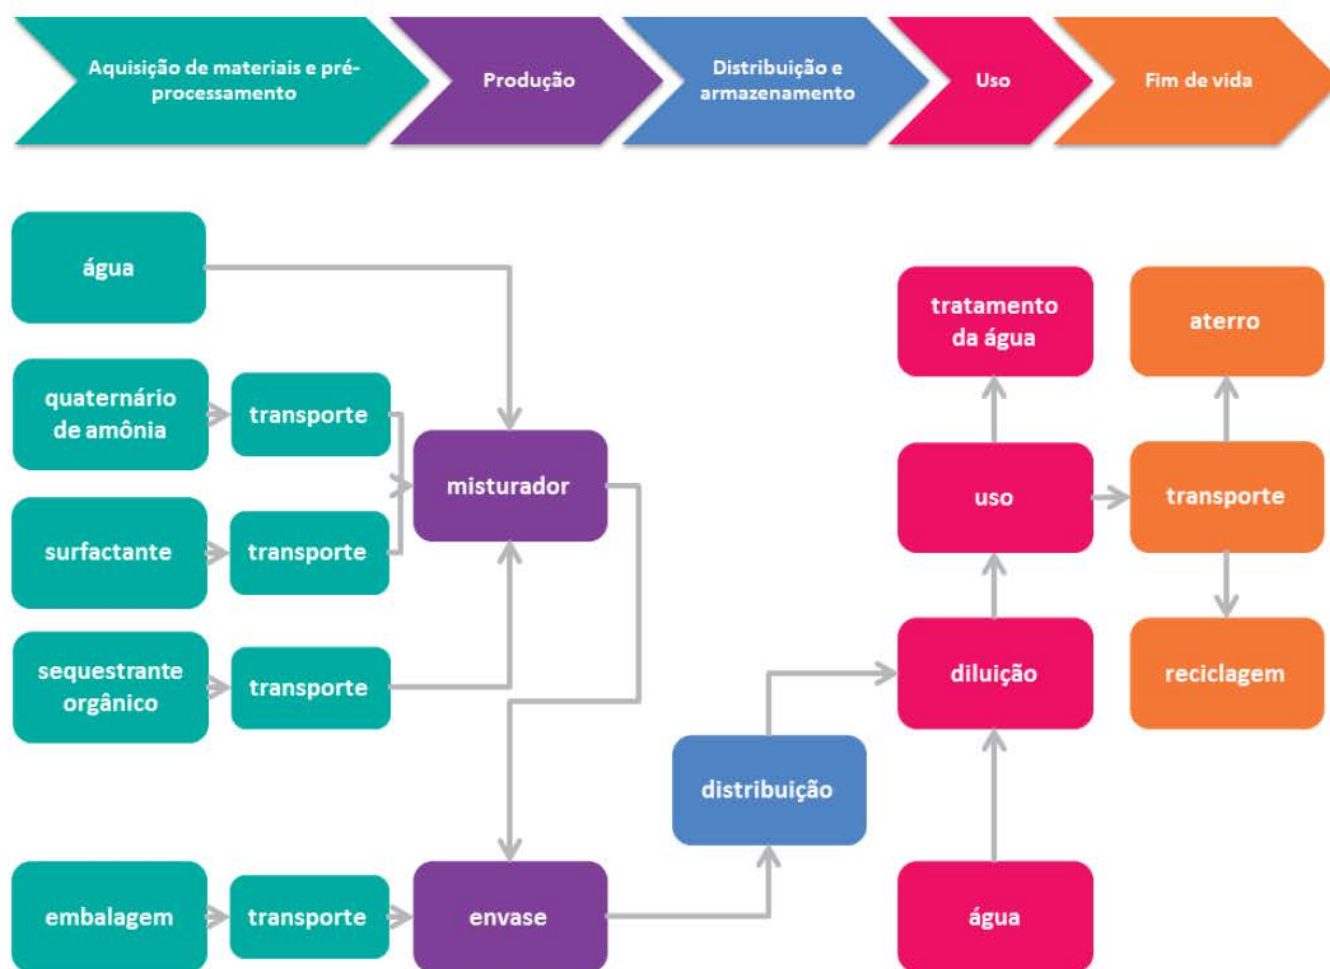 Aquisição de materiais e pré-
processamento
Produção
Distribuição e
armazenamento
Uso
Fim de vida
água
quaternário
de amônia
transporte
surfactante
transporte
sequestrante
orgânico
transporte
embalagem
transporte
misturador
envase
distribuição
tratamento
da água
uso
diluição
água
aterro
transporte
reciclagem